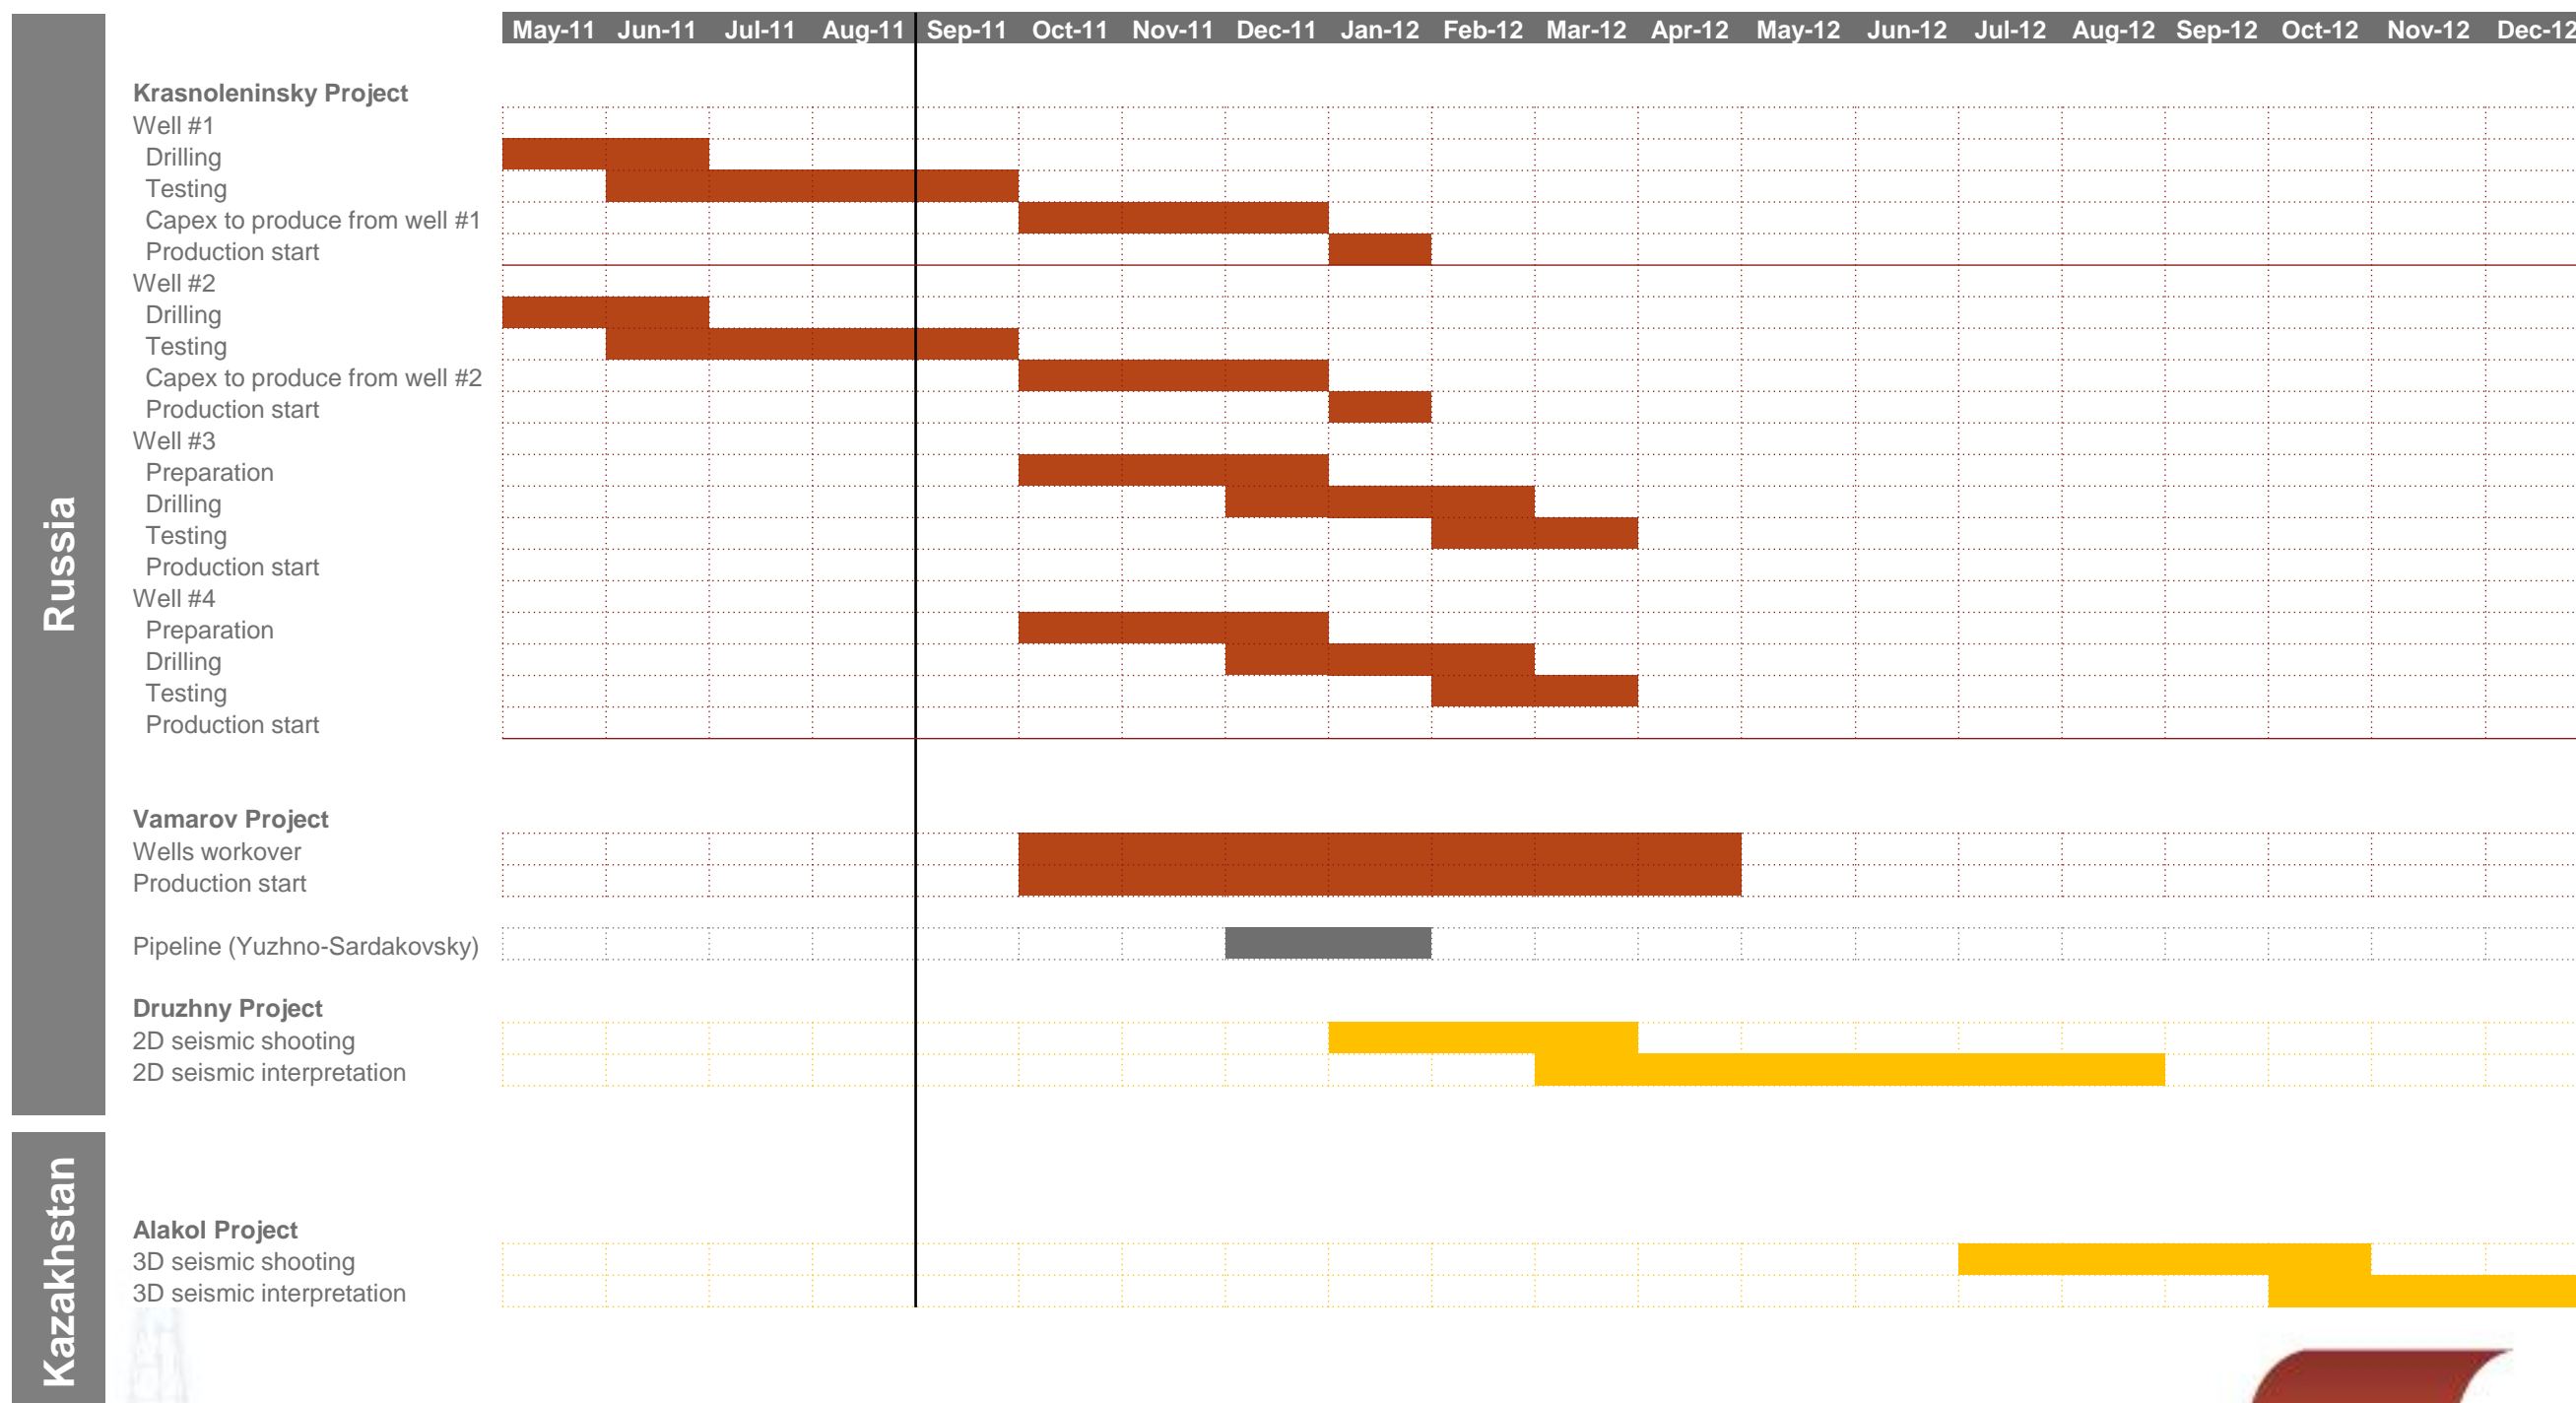 May-11 Jun-11 Jul-11 Aug-11 Sep-11 Oct-11 Nov-11 Dec-11 Jan-12 Feb-12 Mar-12 Apr-12 May-12 Jun-12 Jul-12 Aug-12 Sep-12 Oct-12 Nov-12 Dec-12
Russia
Krasnoleninsky Project
Well #1
Drilling
Testing
Capex to produce from well #1
Production start
Well #2
Drilling
Testing
Capex to produce from well #2
Production start
Well #3
Preparation
Drilling
Testing
Production start
Well #4
Preparation
Drilling
Testing
Production start
Vamarov Project
Wells workover
Production start
Pipeline (Yuzhno-Sardakovsky)
Druzhny Project
2D seismic shooting
2D seismic interpretation
Kazakhstan
Alakol Project
3D seismic shooting
3D seismic interpretation